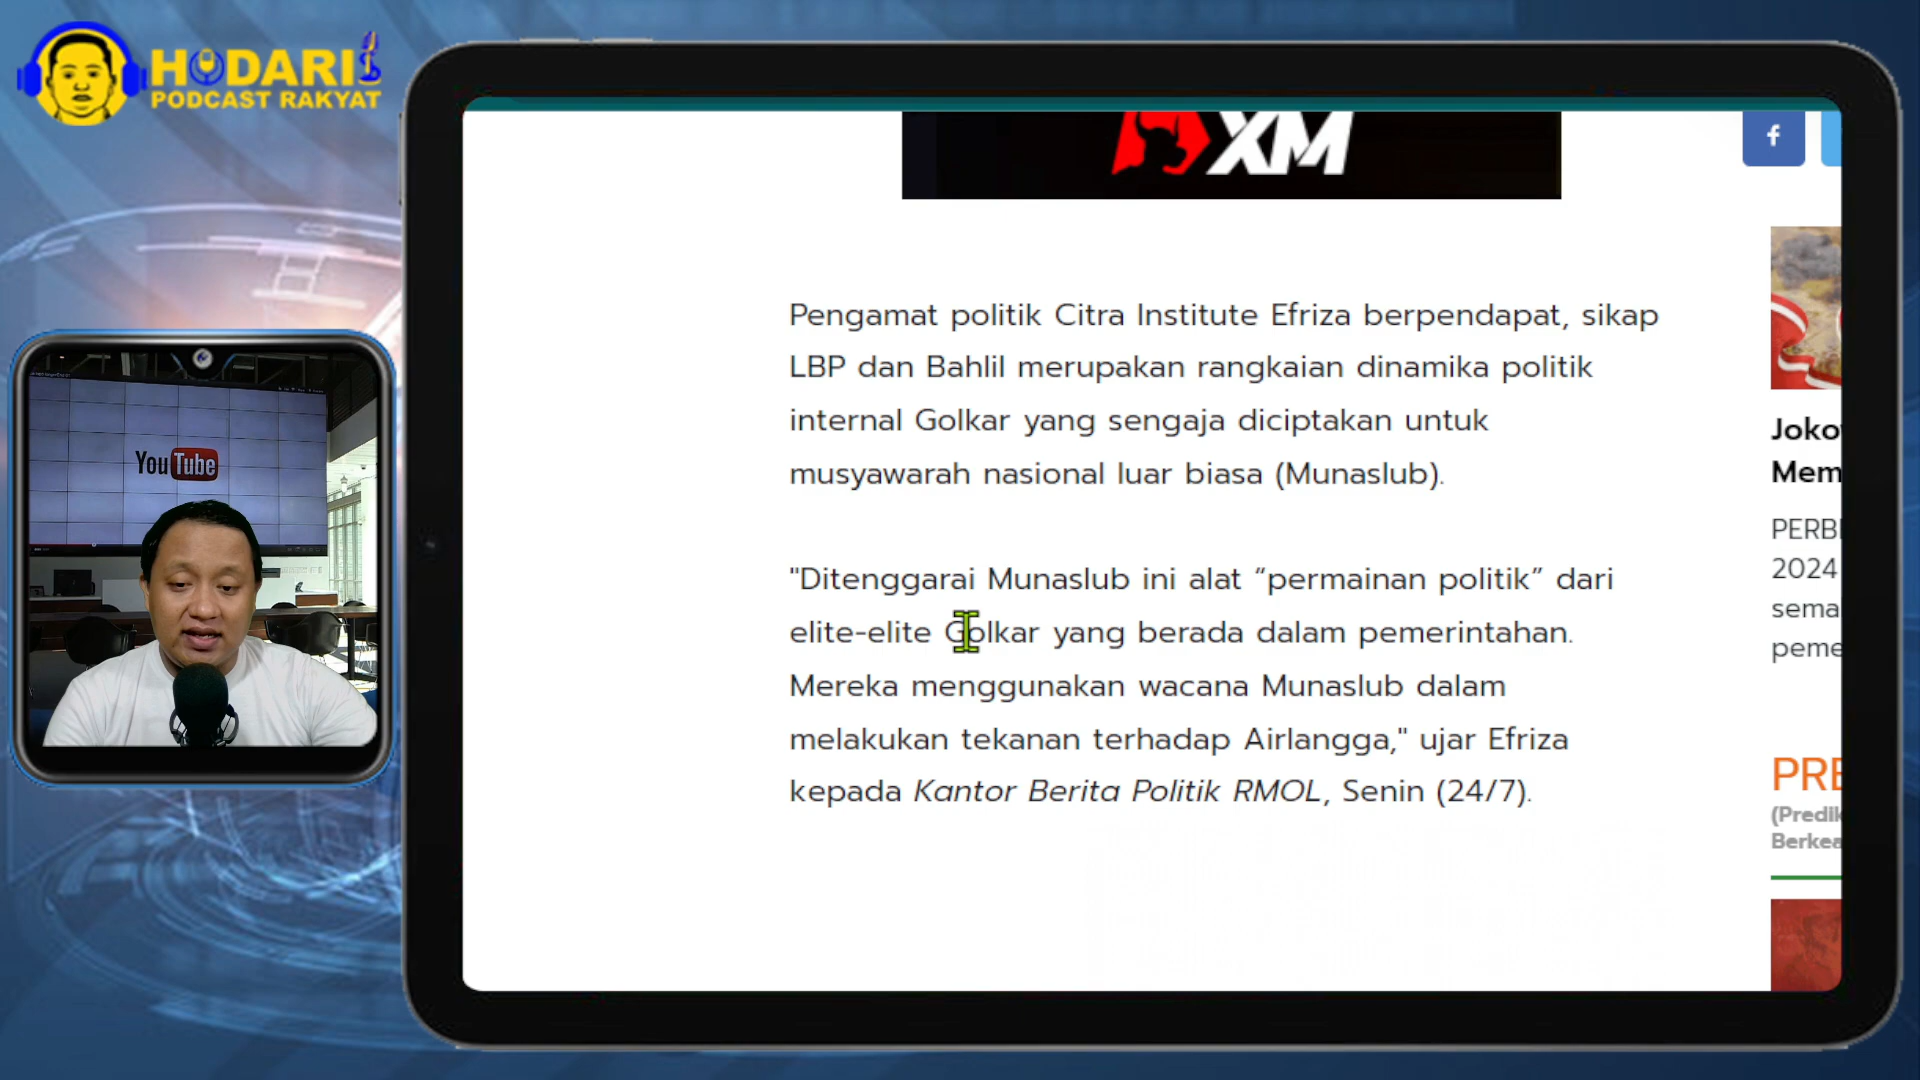 HODARI
PODCAST RAKYAT
YouTube
XM
f
Pengamat politik Citra Institute Efriza berpendapat, sikap
LBP dan Bahlil merupakan rangkaian dinamika politik
internal Golkar yang sengaja diciptakan untuk
musyawarah nasional luar biasa (Munaslub).
"Ditenggarai Munaslub ini alat “permainan politik” dari
elite-elite Golkar yang berada dalam pemerintahan.
Mereka menggunakan wacana Munaslub dalam
melakukan tekanan terhadap Airlangga," ujar Efriza
kepada Kantor Berita Politik RMOL, Senin (24/7).
Joko
Mem
PERB
2024
sema
peme
PRE
(Predik
Berkea